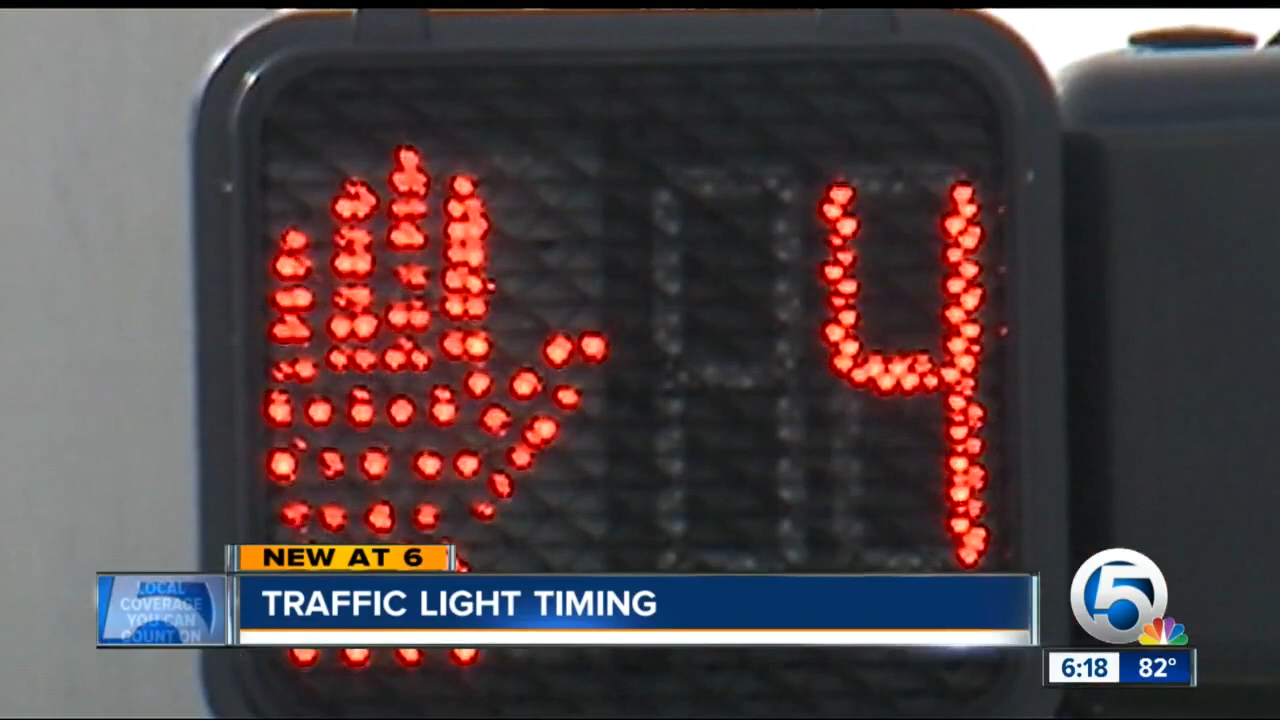 4
NEW AT 6
TRAFFIC LIGHT TIMING
LOCAL
COVERAGE
YOU CAN
COUNT ON
5
6:18 82°